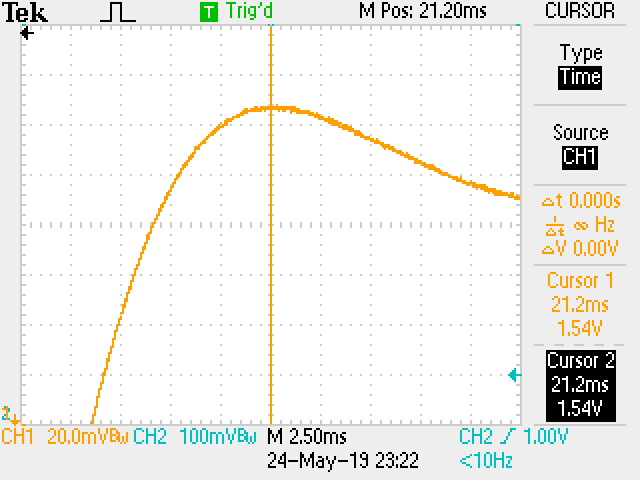 Tek T Trig'd M Pos: 21.20ms CURSOR
Type
Time
Source
CH1
Δt 0.000s
1/Δt ∞ Hz
ΔV 0.00V
Cursor 1
21.2ms
1.54V
Cursor 2
21.2ms
1.54V
2
CH1 20.0mVBw CH2 100mVBw M 2.50ms CH2 / 1.00V
24-May-19 23:22 <10Hz